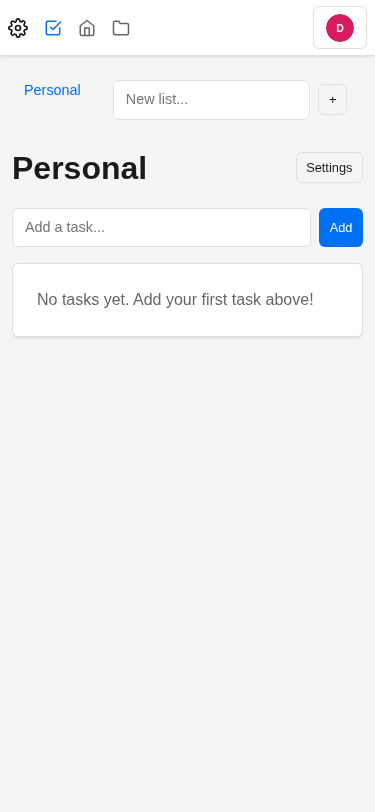 D
Personal
New list...
+
Personal
Settings
Add a task...
Add
No tasks yet. Add your first task above!